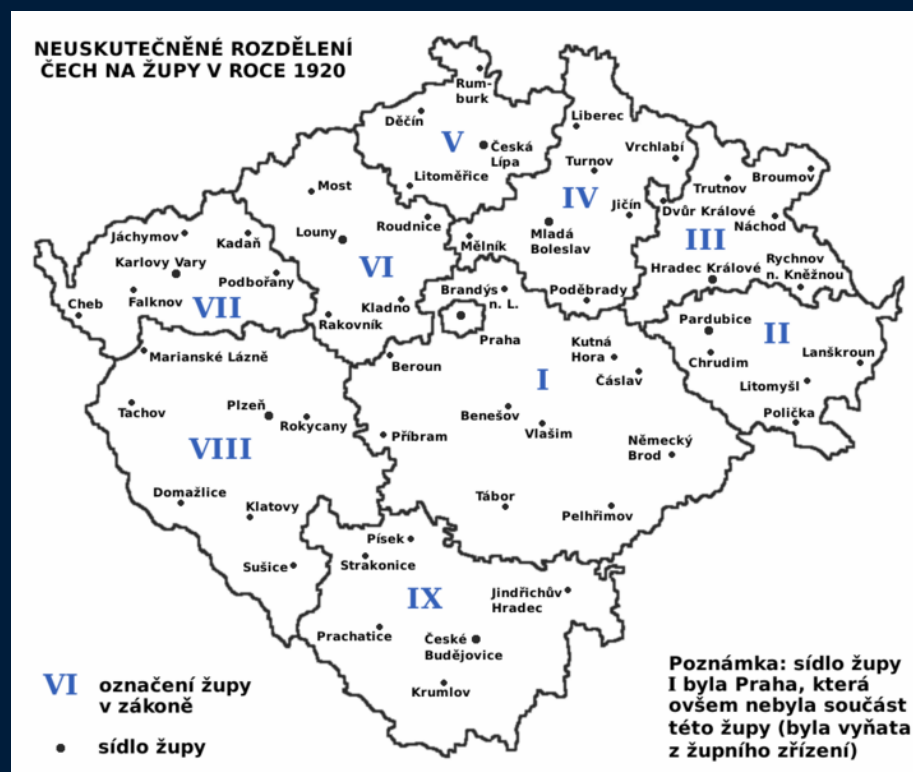 NEUSKUTEČNĚNÉ ROZDĚLENÍ
ČECH NA ŽUPY V ROCE 1920
Rum-
burk
Děčín
V
Česká
Lípa
Litoměřice
Liberec
Vrchlabí
Turnov
IV
Jičín
Mladá
Boleslav
Mělník
Poděbrady
Broumov
Trutnov
Dvůr Králové
Náchod
III
Hradec Králové
Rychnov
n. Kněžnou
Most
Roudnice
Louny
VI
Kladno
Rakovník
Jáchymov
Kadaň
Karlovy Vary
Podbořany
Falknov
VII
Cheb
Brandýs
n. L.
Praha
Beroun
Kutná
Hora
I
Čáslav
Benešov
Vlašim
Příbram
Německý
Brod
Tábor
Pelhřimov
Pardubice
II
Chrudim
Lanškroun
Litomyšl
Polička
Marianské Lázně
Tachov
Plzeň
Rokycany
VIII
Domažlice
Klatovy
Sušice
Písek
Strakonice
IX
Jindřichův
Hradec
Prachatice
České
Budějovice
Krumlov
VI označení župy
v zákoně
sídlo župy
Poznámka: sídlo župy
I byla Praha, která
ovšem nebyla součást
této župy (byla vyňata
z župního zřízení)